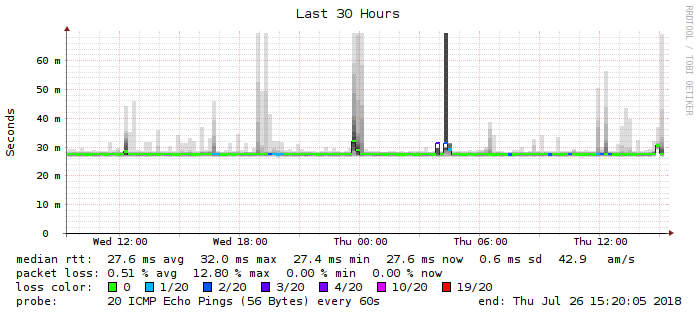 Last 30 Hours
RRDTOOL / TOBI OETIKER
Seconds
60 m
50 m
40 m
30 m
20 m
10 m
0
Wed 12:00 Wed 18:00 Thu 00:00 Thu 06:00 Thu 12:00
median rtt: 27.6 ms avg 32.0 ms max 27.4 ms min 27.6 ms now 0.6 ms sd 42.9 am/s
packet loss: 0.51 % avg 12.80 % max 0.00 % min 0.00 % now
loss color: 0 1/20 2/20 3/20 4/20 10/20 19/20
probe: 20 ICMP Echo Pings (56 Bytes) every 60s end: Thu Jul 26 15:20:05 2018